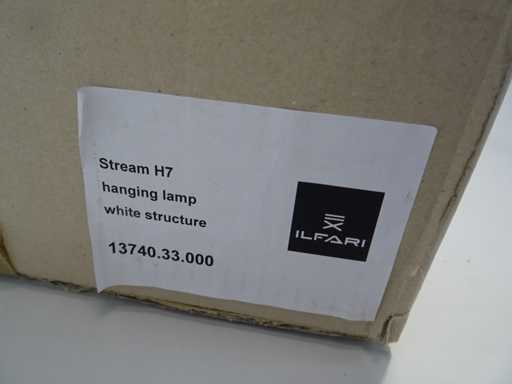 Stream H7
hanging lamp
white structure
13740.33.000
ILFARI